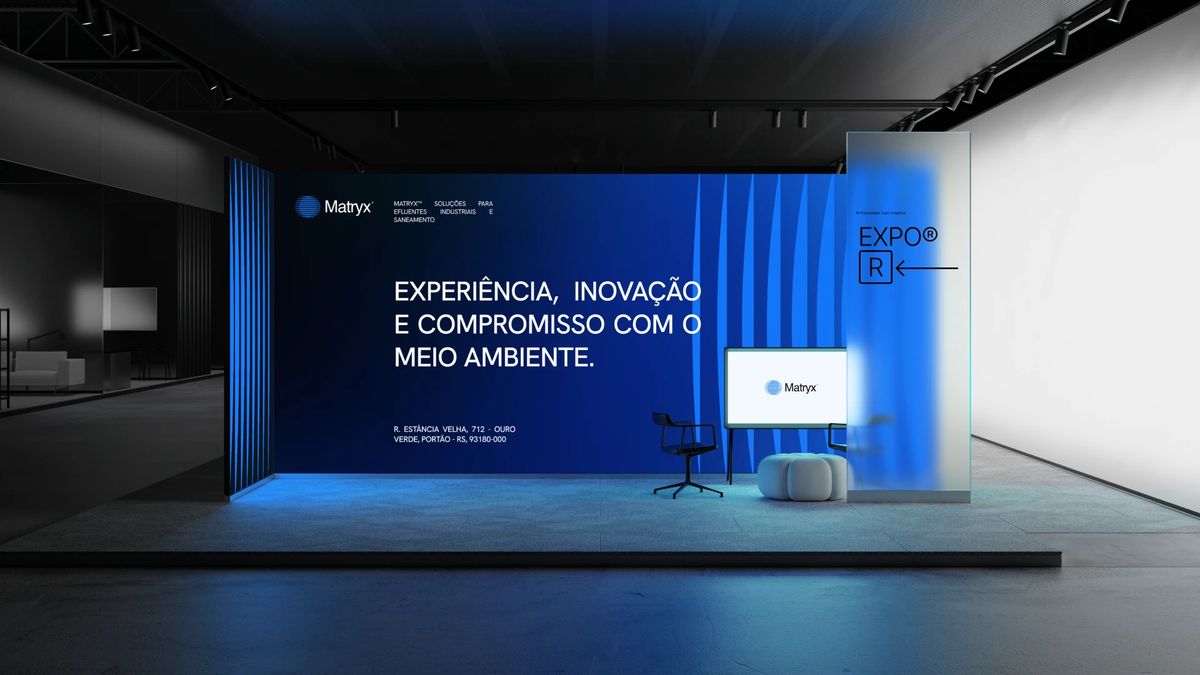 Matryx
MATRYX™ SOLUÇÕES PARA
EFLUENTES INDUSTRIAIS E
SANEAMENTO
EXPERIÊNCIA, INOVAÇÃO
E COMPROMISSO COM O
MEIO AMBIENTE.
R. ESTÂNCIA VELHA, 712 - OURO
VERDE, PORTÃO - RS, 93180-000
Matryx
EXPO®
R